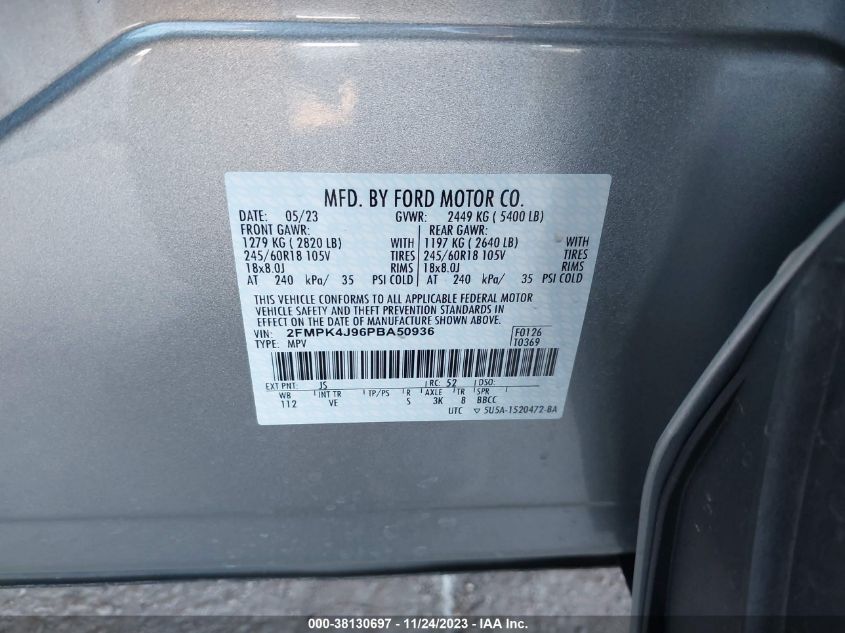 MFD. BY FORD MOTOR CO.
DATE: 05/23 GVWR: 2449 KG ( 5400 LB)
FRONT GAWR: REAR GAWR:
1279 KG ( 2820 LB) WITH 1197 KG ( 2640 LB) WITH
245/60R18 105V TIRES 245/60R18 105V TIRES
18x8.0J RIMS 18x8.0J RIMS
AT 240 kPa/ 35 PSI COLD AT 240 kPa/ 35 PSI COLD
THIS VEHICLE CONFORMS TO ALL APPLICABLE FEDERAL MOTOR
VEHICLE SAFETY AND THEFT PREVENTION STANDARDS IN
EFFECT ON THE DATE OF MANUFACTURE SHOWN ABOVE.
VIN: 2FMPK4J96PBA50936 F0126
TYPE: MPV T0369
EXT PNT: JS RC: 52 DSO:
WB INT TR TP/PS R AXLE TR SPR
112 VE S 3K 8 BBCC
UTC ▽ 5U5A-1520472-BA
000-38130697 - 11/24/2023 - IAA Inc.